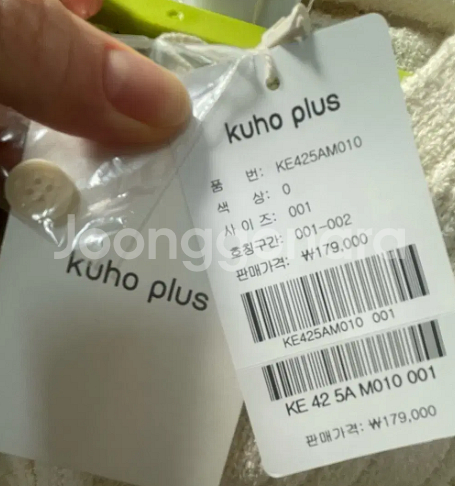 kuho plus
품 번: KE425AM010
색 상: 0
사 이 즈: 001
호칭구간: 001-002
판매가격: ₩179,000
KE425AM010 001
KE 42 5A M010 001
판매가격: ₩179,000
kuho plus
Joonggonara